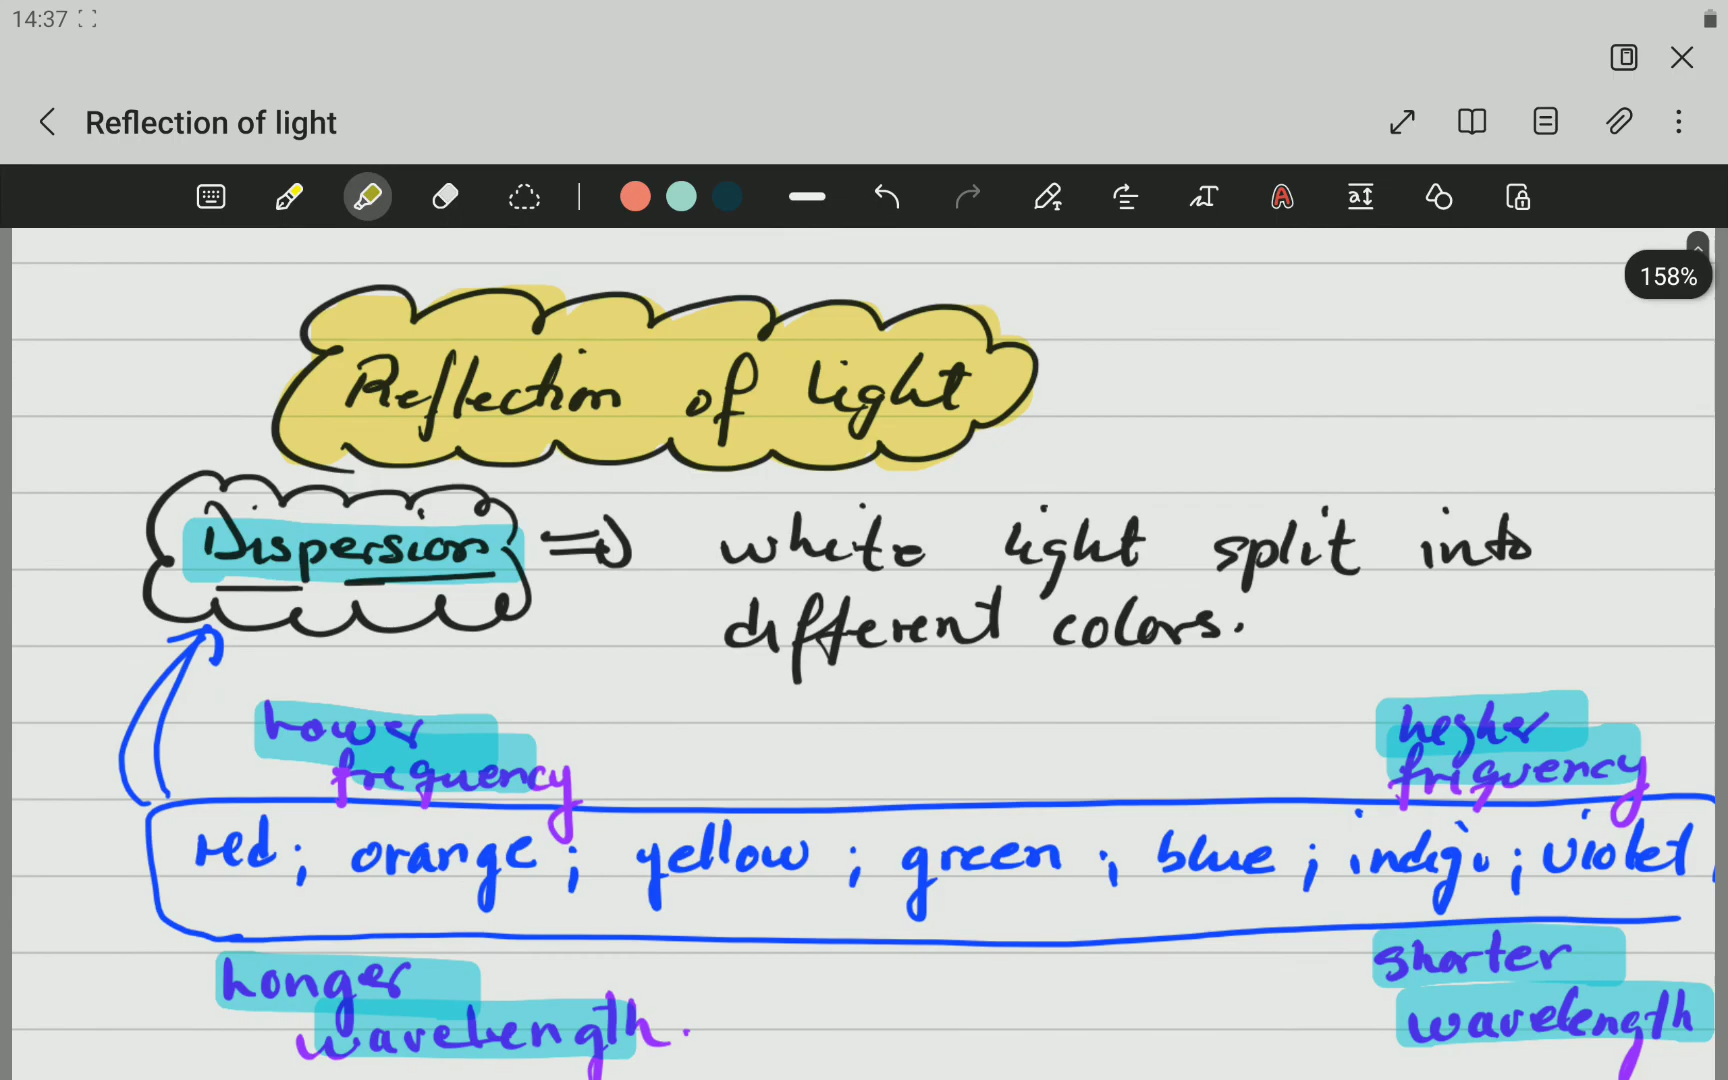 14:37
Reflection of light
158%
Reflection of light
Dispersion ⇒ white light split into
different colors.
Lower
frequency
higher
frequency
red; orange; yellow; green; blue; indigo; violet
Longer
wavelength.
shorter
wavelength